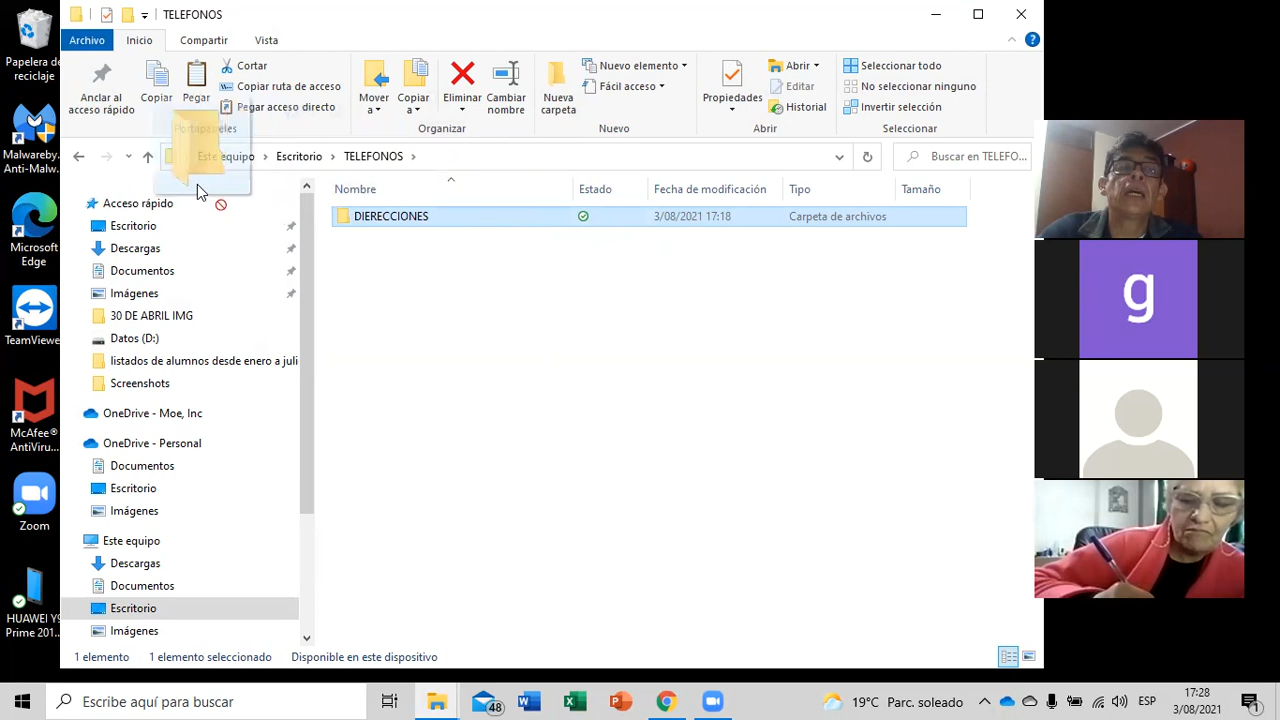 TELEFONOS
Archivo Inicio Compartir Vista
Papelera de reciclaje
Malwareby... Anti-Malw...
Microsoft Edge
TeamViewer
McAfee® AntiViru...
Zoom
HUAWEI Y9 Prime 201...
Anclar al acceso rápido
Copiar
Pegar
Cortar
Copiar ruta de acceso
Pegar acceso directo
Portapapeles
Mover a
Copiar a
Eliminar
Cambiar nombre
Organizar
Nueva carpeta
Nuevo elemento
Fácil acceso
Nuevo
Propiedades
Abrir
Editar
Historial
Abrir
Seleccionar todo
No seleccionar ninguno
Invertir selección
Seleccionar
Este equipo > Escritorio > TELEFONOS >
Buscar en TELEFO...
Nombre Estado Fecha de modificación Tipo Tamaño
DIERECCIONES 3/08/2021 17:18 Carpeta de archivos
Acceso rápido
Escritorio
Descargas
Documentos
Imágenes
30 DE ABRIL IMG
Datos (D:)
listados de alumnos desde enero a juli
Screenshots
OneDrive - Moe, Inc
OneDrive - Personal
Documentos
Escritorio
Imágenes
Este equipo
Descargas
Documentos
Escritorio
Imágenes
1 elemento 1 elemento seleccionado Disponible en este dispositivo
g
Escribe aquí para buscar
48
19°C Parc. soleado
ESP
17:28
3/08/2021
1